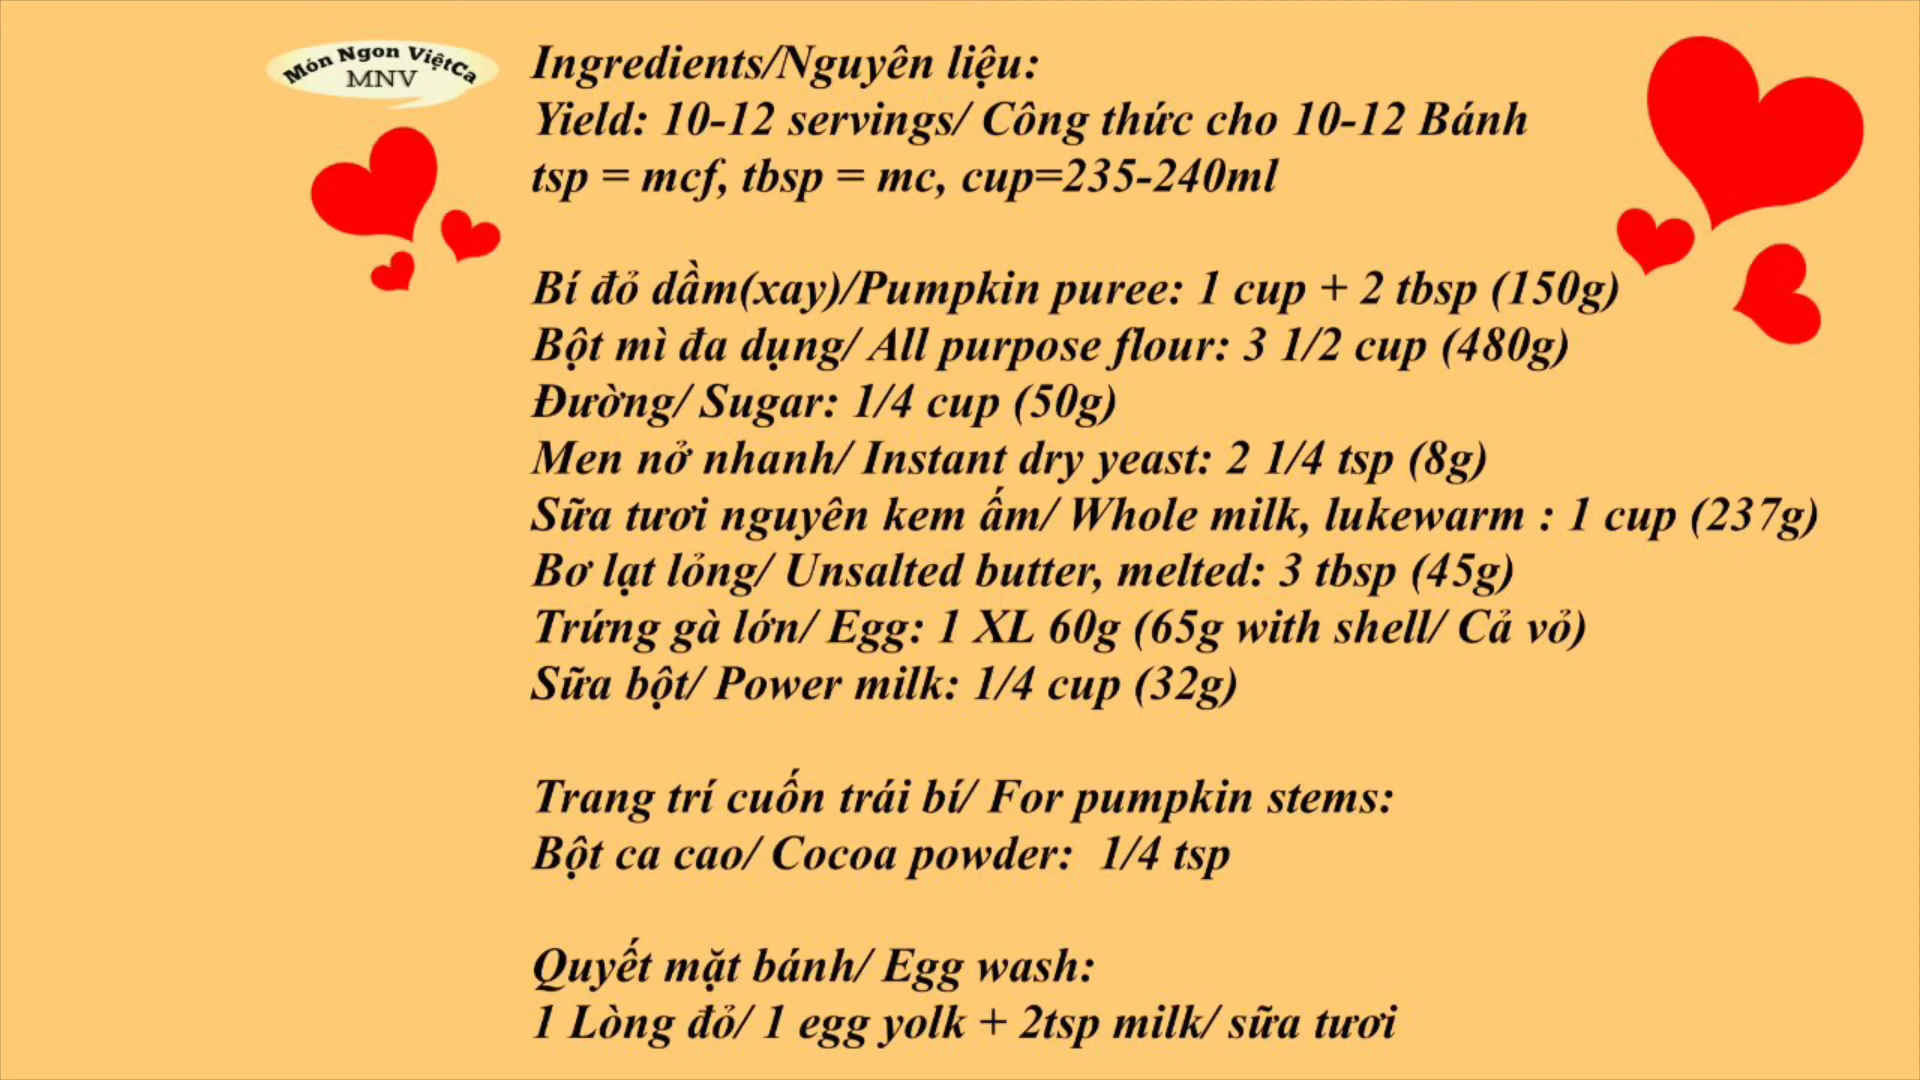 Món Ngon ViệtCa
MNV
Ingredients/Nguyên liệu:
Yield: 10-12 servings/ Công thức cho 10-12 Bánh
tsp = mcf, tbsp = mc, cup=235-240ml
Bí đỏ dầm(xay)/Pumpkin puree: 1 cup + 2 tbsp (150g)
Bột mì đa dụng/ All purpose flour: 3 1/2 cup (480g)
Đường/ Sugar: 1/4 cup (50g)
Men nở nhanh/ Instant dry yeast: 2 1/4 tsp (8g)
Sữa tươi nguyên kem ấm/ Whole milk, lukewarm : 1 cup (237g)
Bơ lạt lỏng/ Unsalted butter, melted: 3 tbsp (45g)
Trứng gà lớn/ Egg: 1 XL 60g (65g with shell/ Cả vỏ)
Sữa bột/ Power milk: 1/4 cup (32g)
Trang trí cuốn trái bí/ For pumpkin stems:
Bột ca cao/ Cocoa powder: 1/4 tsp
Quyết mặt bánh/ Egg wash:
1 Lòng đỏ/ 1 egg yolk + 2tsp milk/ sữa tươi